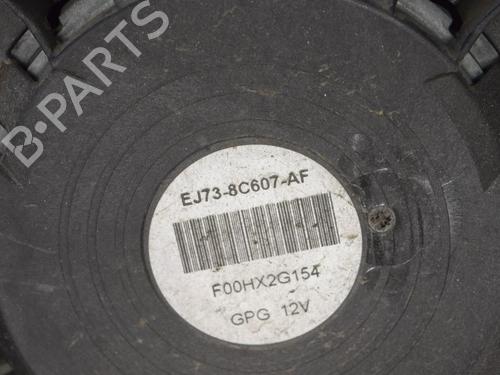 B-PARTS
EJ73-8C607-AF
F00HX2G154
GPG 12V